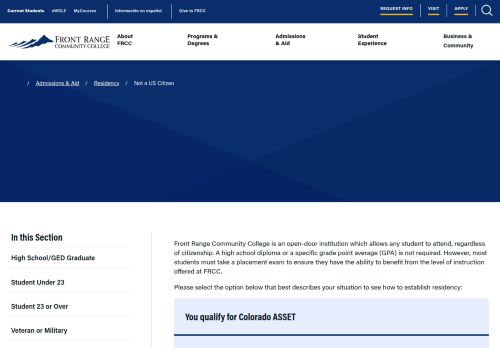 Current Students eWOLF MyCourses Información en español Give to FRCC REQUEST INFO VISIT APPLY
FRONT RANGE
COMMUNITY COLLEGE
About
FRCC
Programs &
Degrees
Admissions
& Aid
Student
Experience
Business &
Community
/ Admissions & Aid / Residency / Not a US Citizen
In this Section
High School/GED Graduate
Student Under 23
Student 23 or Over
Veteran or Military
Front Range Community College is an open-door institution which allows any student to attend, regardless
of citizenship. A high school diploma or a specific grade point average (GPA) is not required. However, most
students must take a placement exam to ensure they have the ability to benefit from the level of instruction
offered at FRCC.
Please select the option below that best describes your situation to see how to establish residency:
You qualify for Colorado ASSET